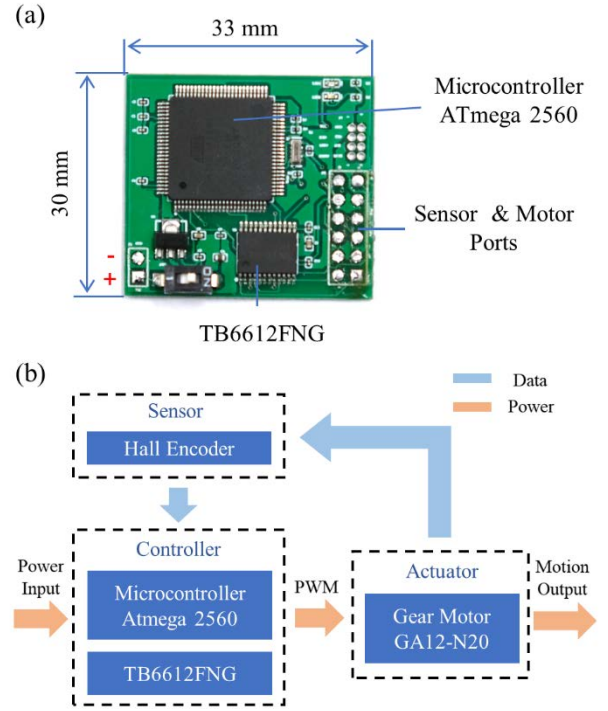 (a)
33 mm
30 mm
Microcontroller
ATmega 2560
Sensor & Motor
Ports
-
+
TB6612FNG
(b)
Data
Power
Sensor
Hall Encoder
Controller
Power
Input
Microcontroller
Atmega 2560
TB6612FNG
PWM
Actuator
Gear Motor
GA12-N20
Motion
Output